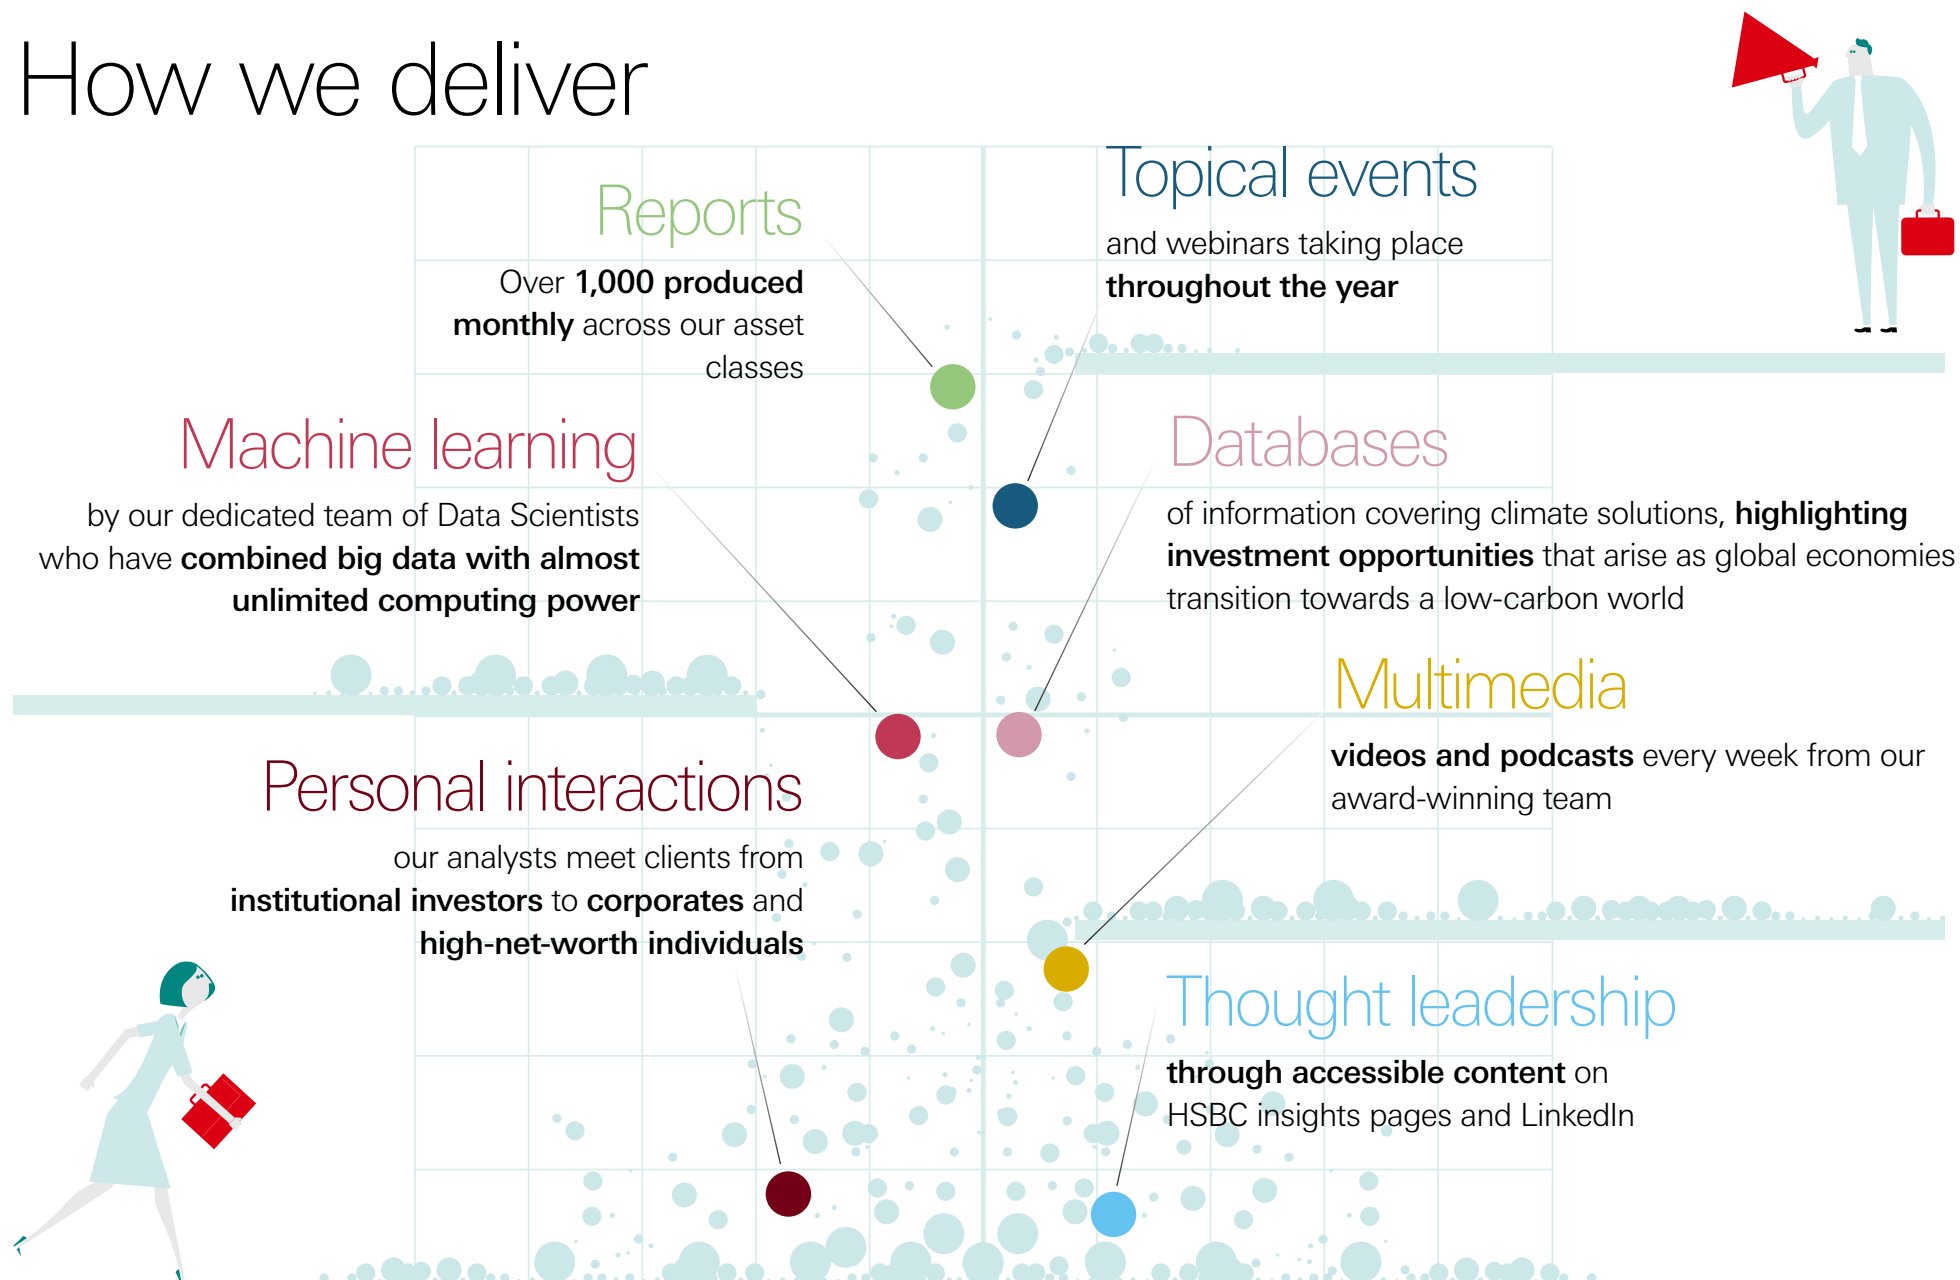 How we deliver
Reports
Over 1,000 produced
monthly across our asset
classes
Topical events
and webinars taking place
throughout the year
Machine learning
by our dedicated team of Data Scientists
who have combined big data with almost
unlimited computing power
Databases
of information covering climate solutions, highlighting
investment opportunities that arise as global economies
transition towards a low-carbon world
Multimedia
videos and podcasts every week from our
award-winning team
Personal interactions
our analysts meet clients from
institutional investors to corporates and
high-net-worth individuals
Thought leadership
through accessible content on
HSBC insights pages and LinkedIn